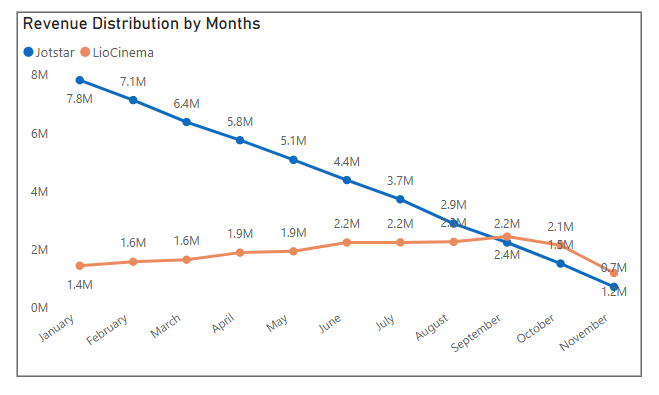 Revenue Distribution by Months
Jotstar LioCinema
8M
7.8M 7.1M 6.4M 5.8M 5.1M 4.4M 3.7M 2.9M 2.4M 1.5M 0.7M
6M
4M
1.4M 1.6M 1.6M 1.9M 1.9M 2.2M 2.2M 2.2M 2.1M 1.2M
2M
0M
January February March April May June July August September October November